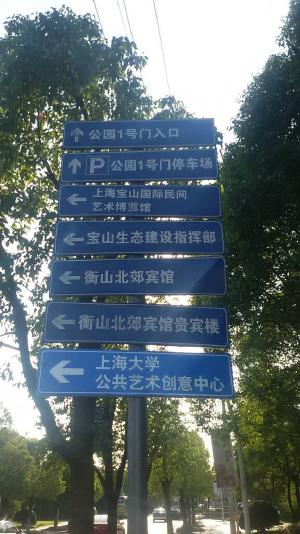 公园1号门入口
P 公园1号门停车场
上海宝山国际民间
艺术博览馆
宝山生态建设指挥部
衡山北郊宾馆
衡山北郊宾馆贵宾楼
上海大学
公共艺术创意中心